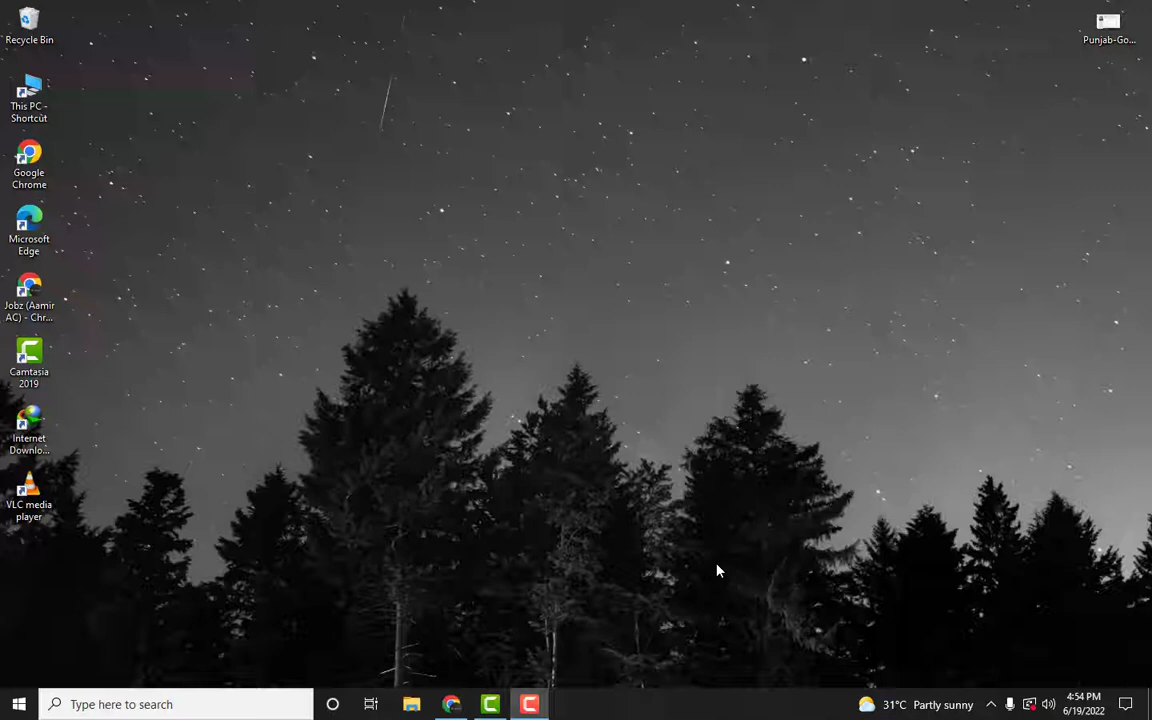 Recycle Bin
Punjab-Go...
This PC -
Shortcut
Google
Chrome
Microsoft
Edge
Jobz (Aamir
AC) - Chr...
Camtasia
2019
Internet
Downlo...
VLC media
player
Type here to search
31°C Partly sunny
4:54 PM
6/19/2022